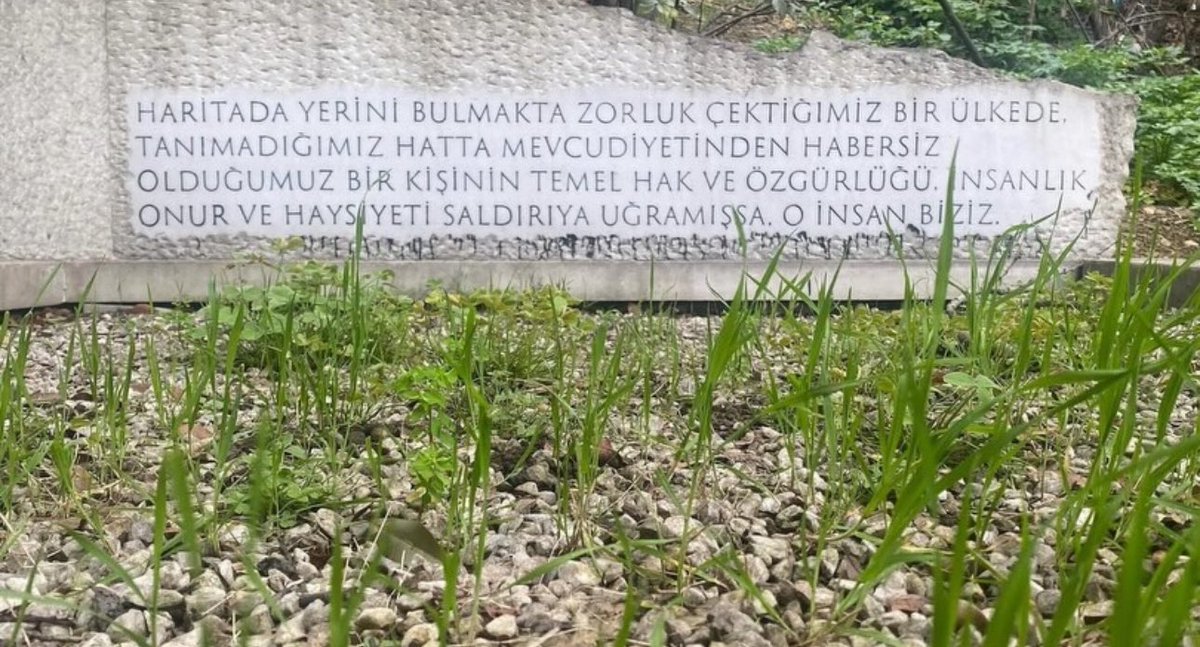 HARİTADA YERİNİ BULMAKTA ZORLUK ÇEKTİĞİMİZ BİR ÜLKEDE,
TANIMADIĞIMIZ HATTA MEVCUDİYETİNDEN HABERSİZ
OLDUĞUMUZ BİR KİŞİNİN TEMEL HAK VE ÖZGÜRLÜĞÜ, İNSANLIK
ONUR VE HAYSİYETİ SALDIRIYA UĞRAMIŞSA, O İNSAN BİZİZ.